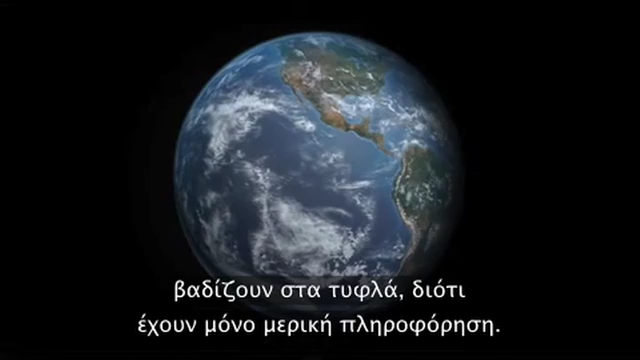 βαδίζουν στα τυφλά, διότι
έχουν μόνο μερική πληροφόρηση.